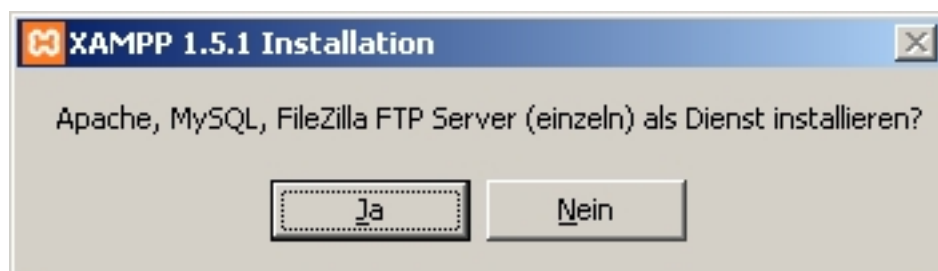 XAMPP 1.5.1 Installation
Apache, MySQL, FileZilla FTP Server (einzeln) als Dienst installieren?
Ja Nein